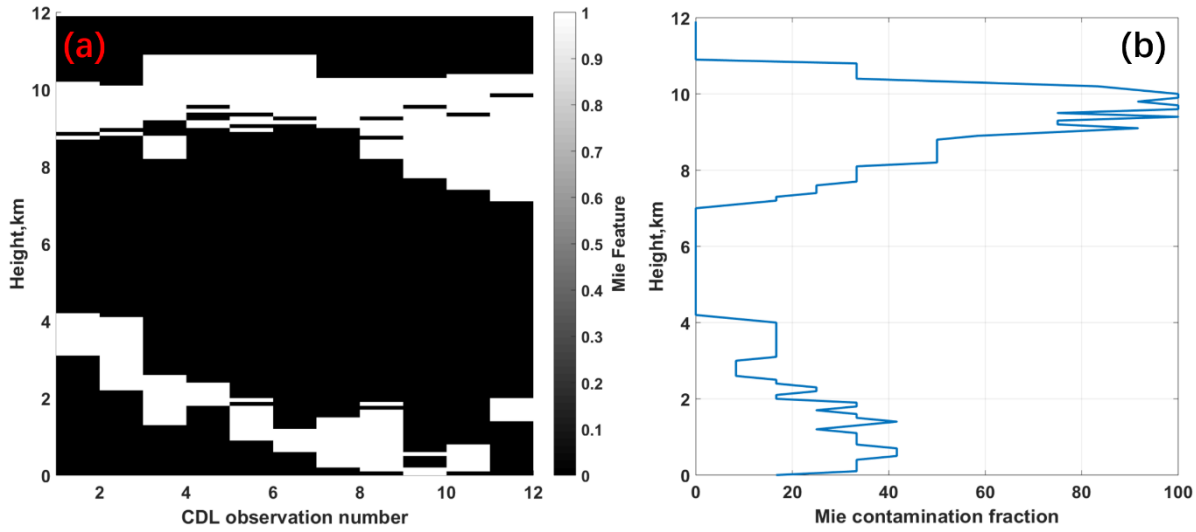 (a)
Height,km
12
10
8
6
4
2
0
2 4 6 8 10 12
CDL observation number
1
0.9
0.8
0.7
0.6
0.5
0.4
0.3
0.2
0.1
0
Mie Feature
(b)
Height,km
12
10
8
6
4
2
0
0 20 40 60 80 100
Mie contamination fraction